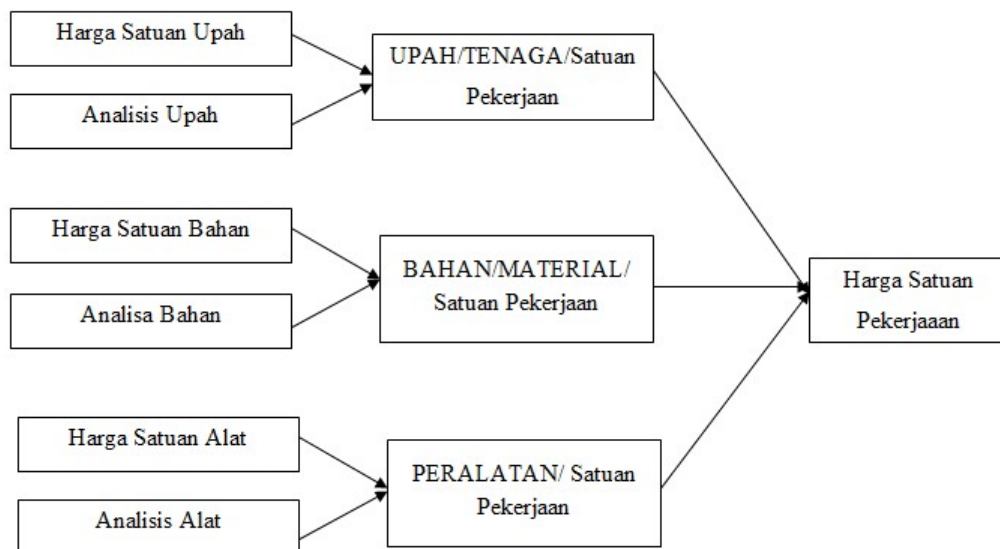 Harga Satuan Upah
Analisis Upah
UPAH/TENAGA/Satuan
Pekerjaan
Harga Satuan Bahan
Analisa Bahan
BAHAN/MATERIAL/
Satuan Pekerjaan
Harga Satuan Alat
Analisis Alat
PERALATAN/ Satuan
Pekerjaan
Harga Satuan
Pekerjaaan